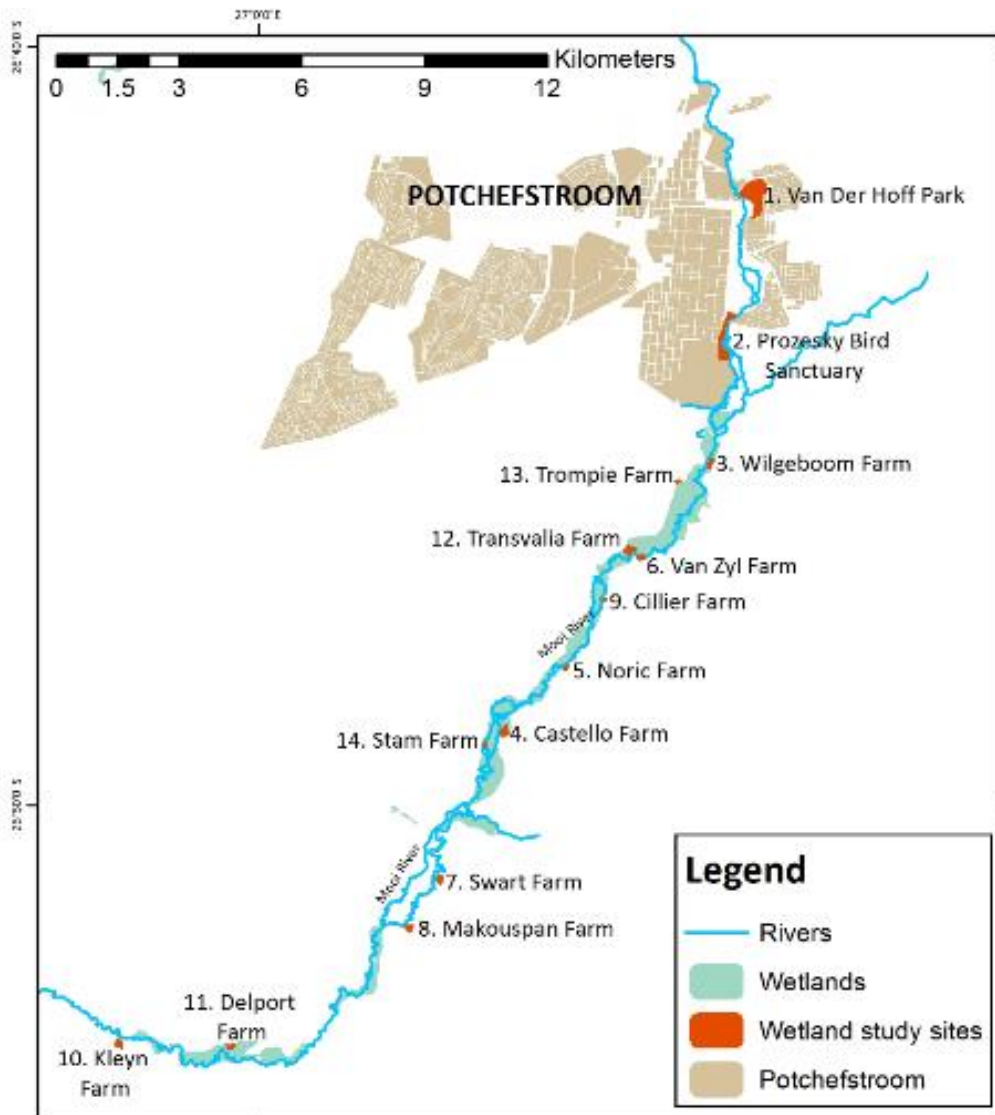 27°0'0" E
Kilometers
0 1.5 3 6 9 12
POTCHEFSTROOM
1. Van Der Hoff Park
2. Prozesky Bird
Sanctuary
3. Wilgeboom Farm
13. Trompie Farm
12. Transvalia Farm
6. Van Zyl Farm
9. Cillier Farm
Mooi River
5. Noric Farm
14. Stam Farm
4. Castello Farm
Mooi River
7. Swart Farm
8. Makouspan Farm
11. Delport
Farm
10. Kleyn
Farm
Legend
Rivers
Wetlands
Wetland study sites
Potchefstroom